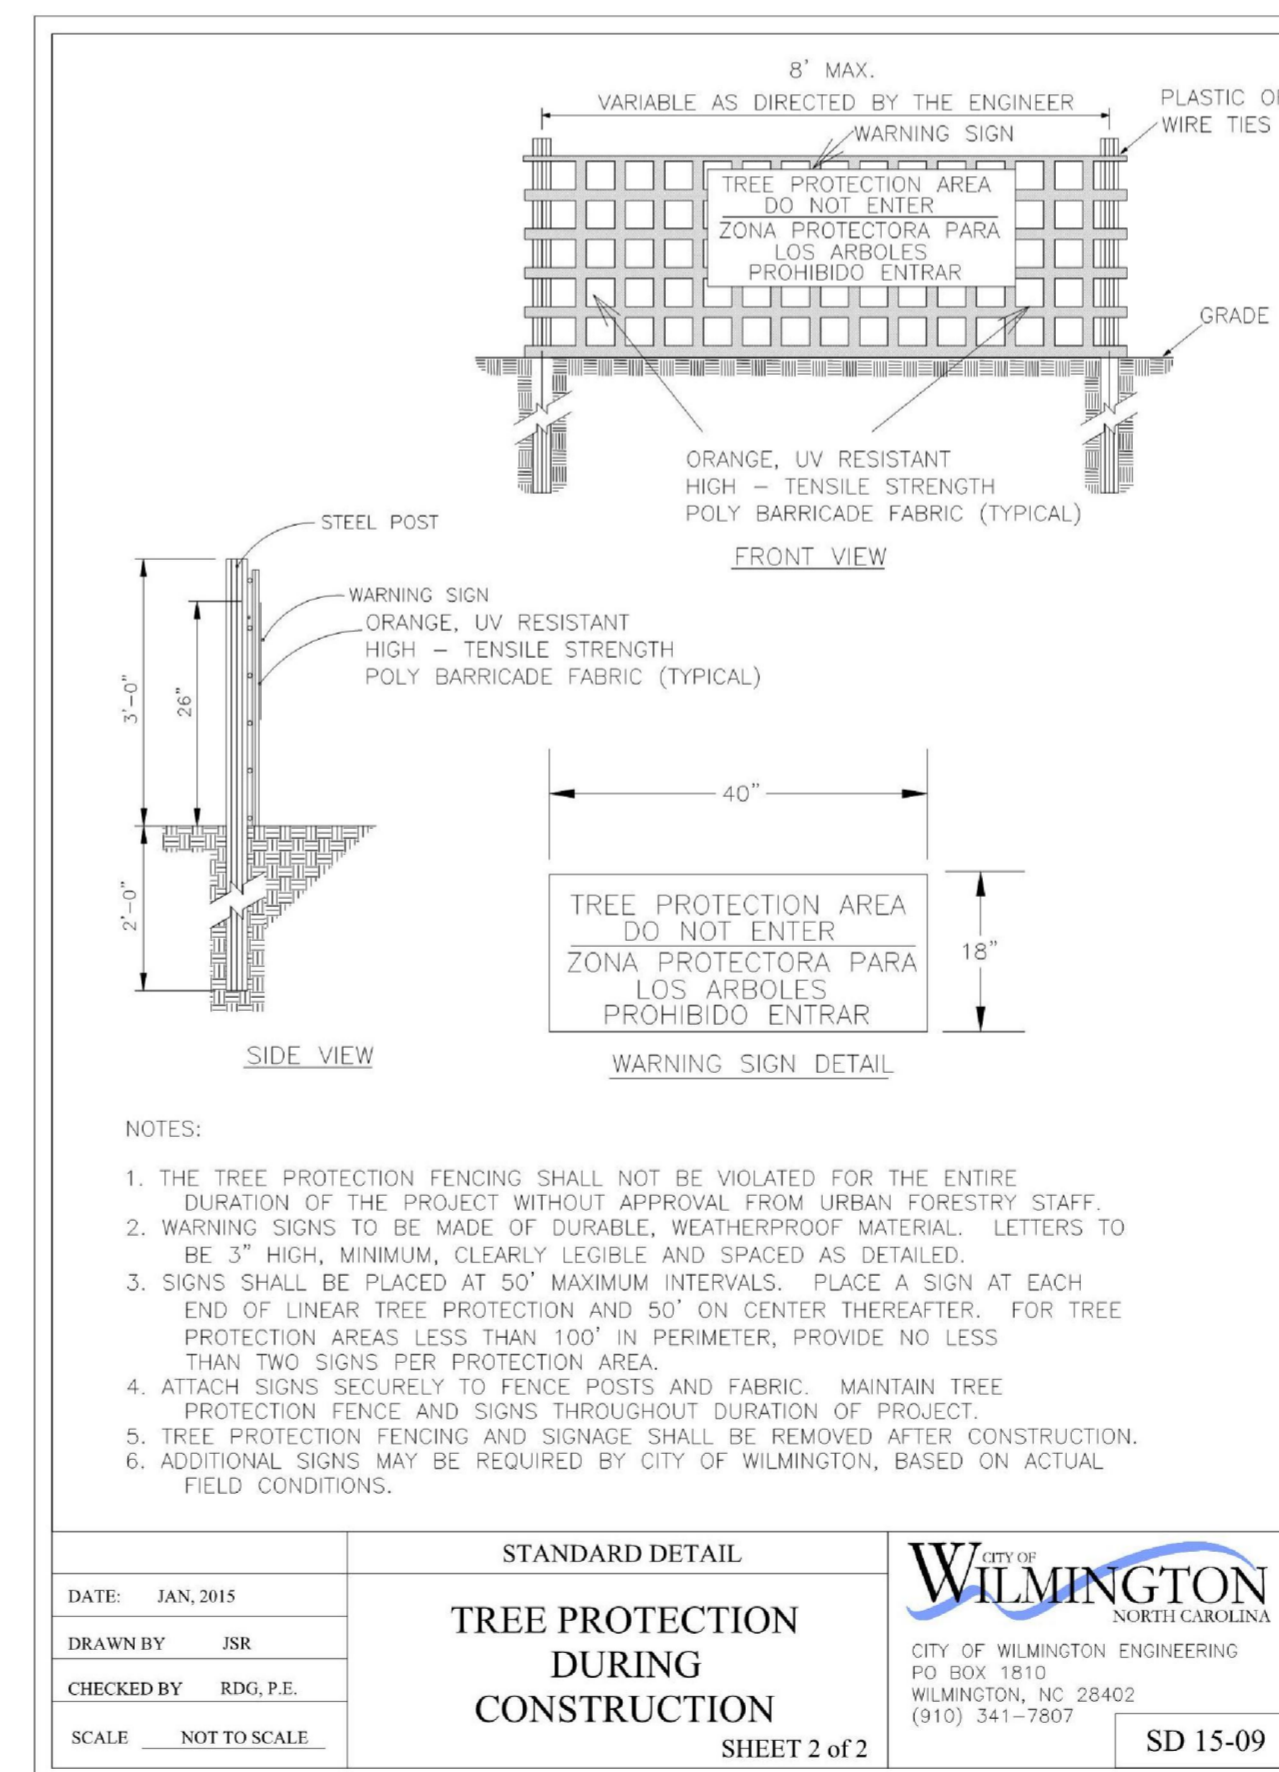 8' MAX.
VARIABLE AS DIRECTED BY THE ENGINEER
PLASTIC
WIRE TIES
WARNING SIGN
TREE PROTECTION AREA
DO NOT ENTER
ZONA PROTECTORA PARA
LOS ARBOLES
PROHIBIDO ENTRAR
GRADE
ORANGE, UV RESISTANT
HIGH – TENSILE STRENGTH
POLY BARRICADE FABRIC (TYPICAL)
FRONT VIEW
STEEL POST
WARNING SIGN
ORANGE, UV RESISTANT
HIGH – TENSILE STRENGTH
POLY BARRICADE FABRIC (TYPICAL)
3'-0"
26"
2'-0"
SIDE VIEW
40"
18"
TREE PROTECTION AREA
DO NOT ENTER
ZONA PROTECTORA PARA
LOS ARBOLES
PROHIBIDO ENTRAR
WARNING SIGN DETAIL
NOTES:
1. THE TREE PROTECTION FENCING SHALL NOT BE VIOLATED FOR THE ENTIRE
DURATION OF THE PROJECT WITHOUT APPROVAL FROM URBAN FORESTRY STAFF.
2. WARNING SIGNS TO BE MADE OF DURABLE, WEATHERPROOF MATERIAL. LETTERS TO
BE 3" HIGH, MINIMUM, CLEARLY LEGIBLE AND SPACED AS DETAILED.
3. SIGNS SHALL BE PLACED AT 50' MAXIMUM INTERVALS. PLACE A SIGN AT EACH
END OF LINEAR TREE PROTECTION AND 50' ON CENTER THEREAFTER. FOR TREE
PROTECTION AREAS LESS THAN 100' IN PERIMETER, PROVIDE NO LESS
THAN TWO SIGNS PER PROTECTION AREA.
4. ATTACH SIGNS SECURELY TO FENCE POSTS AND FABRIC. MAINTAIN TREE
PROTECTION FENCE AND SIGNS THROUGHOUT DURATION OF PROJECT.
5. TREE PROTECTION FENCING AND SIGNAGE SHALL BE REMOVED AFTER CONSTRUCTION.
6. ADDITIONAL SIGNS MAY BE REQUIRED BY CITY OF WILMINGTON, BASED ON ACTUAL
FIELD CONDITIONS.
DATE: JAN, 2015
DRAWN BY JSR
CHECKED BY RDG, P.E.
SCALE NOT TO SCALE
STANDARD DETAIL
TREE PROTECTION
DURING
CONSTRUCTION
SHEET 2 of 2
CITY OF
WILMINGTON
NORTH CAROLINA
CITY OF WILMINGTON ENGINEERING
PO BOX 1810
WILMINGTON, NC 28402
(910) 341-7807
SD 15-09